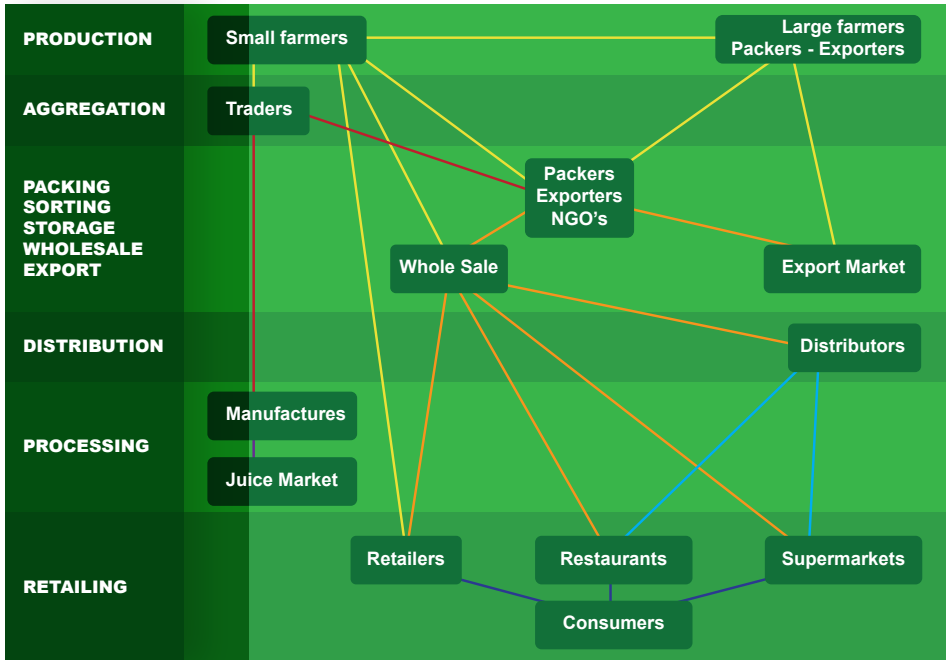 PRODUCTION
Small farmers
Large farmers
Packers - Exporters
AGGREGATION
Traders
PACKING
SORTING
STORAGE
WHOLESALE
EXPORT
Packers
Exporters
NGO's
Whole Sale
Export Market
DISTRIBUTION
Distributors
PROCESSING
Manufactures
Juice Market
RETAILING
Retailers
Restaurants
Supermarkets
Consumers